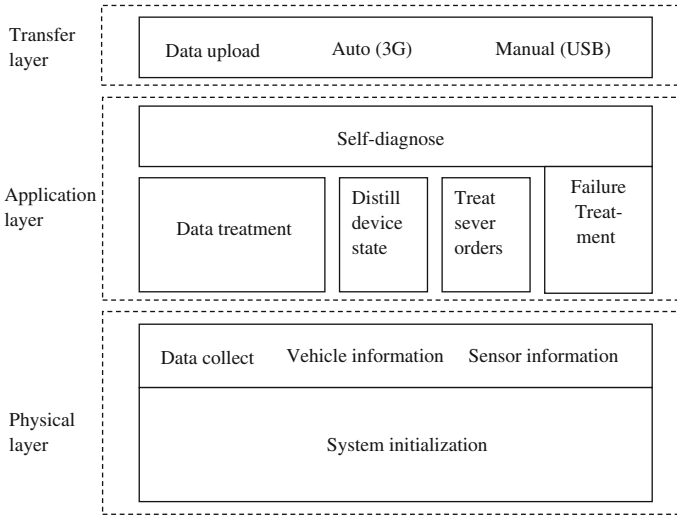 Transfer
layer
Data upload Auto (3G) Manual (USB)
Application
layer
Self-diagnose
Data treatment
Distill
device
state
Treat
sever
orders
Failure
Treat-
ment
Physical
layer
Data collect Vehicle information Sensor information
System initialization